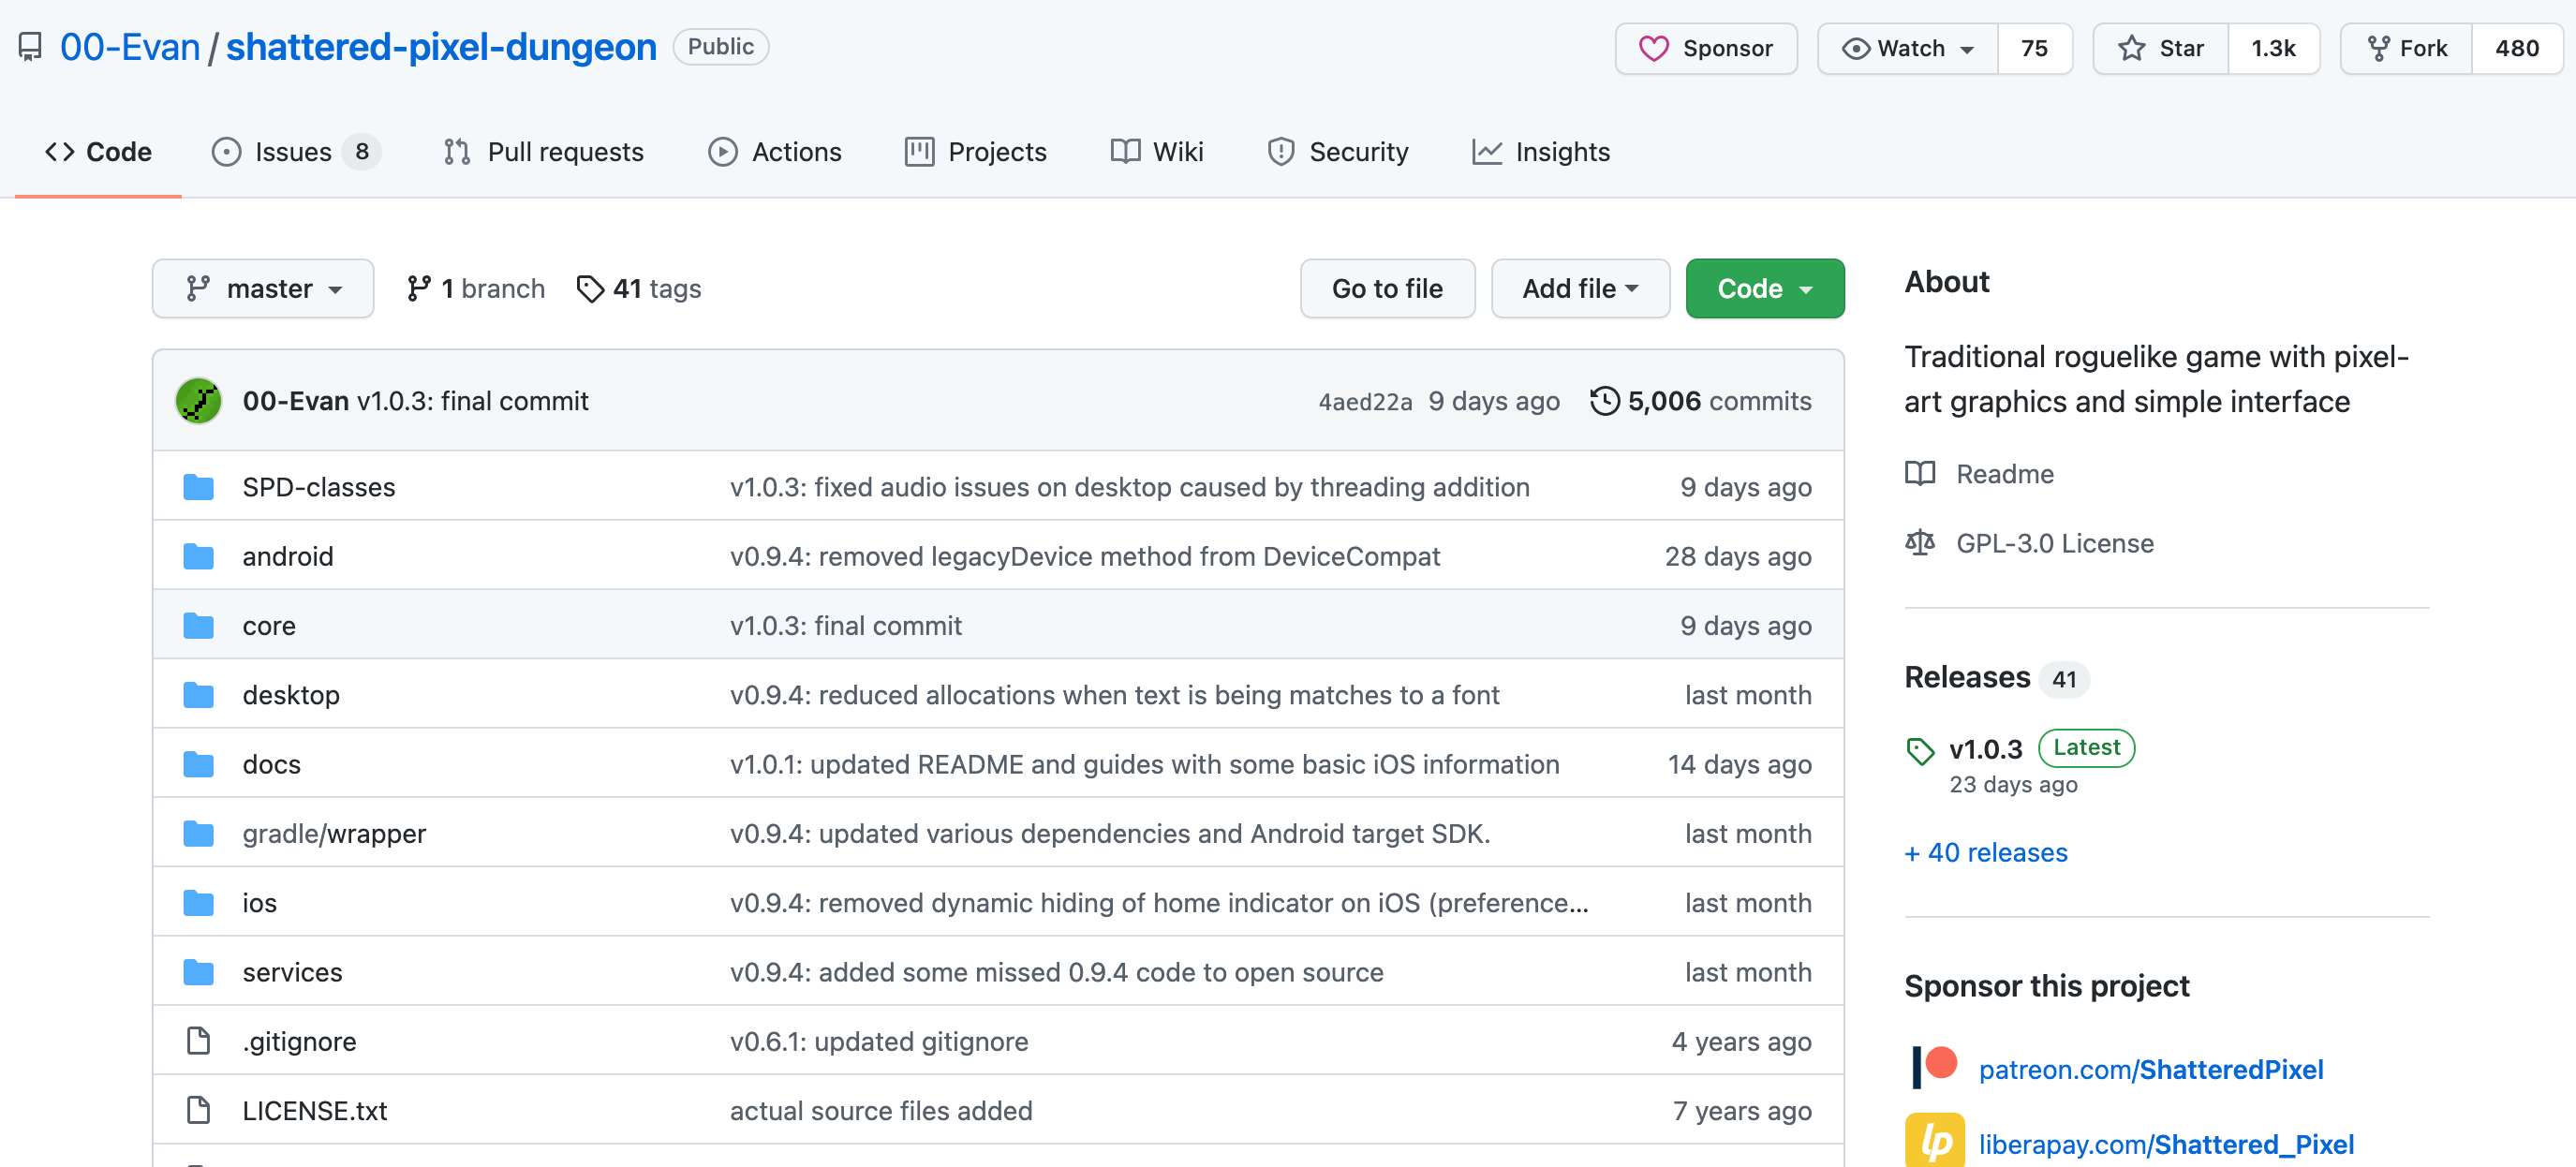 00-Evan / shattered-pixel-dungeon Public Sponsor Watch 75 Star 1.3k Fork 480
Code Issues 8 Pull requests Actions Projects Wiki Security Insights
master 1 branch 41 tags Go to file Add file Code
00-Evan v1.0.3: final commit 4aed22a 9 days ago 5,006 commits
SPD-classes v1.0.3: fixed audio issues on desktop caused by threading addition 9 days ago
android v0.9.4: removed legacyDevice method from DeviceCompat 28 days ago
core v1.0.3: final commit 9 days ago
desktop v0.9.4: reduced allocations when text is being matches to a font last month
docs v1.0.1: updated README and guides with some basic iOS information 14 days ago
gradle/wrapper v0.9.4: updated various dependencies and Android target SDK. last month
ios v0.9.4: removed dynamic hiding of home indicator on iOS (preference... last month
services v0.9.4: added some missed 0.9.4 code to open source last month
.gitignore v0.6.1: updated gitignore 4 years ago
LICENSE.txt actual source files added 7 years ago
About
Traditional roguelike game with pixel-
art graphics and simple interface
Readme
GPL-3.0 License
Releases 41
v1.0.3 Latest
23 days ago
+ 40 releases
Sponsor this project
patreon.com/ShatteredPixel
lp liberapay.com/Shattered_Pixel